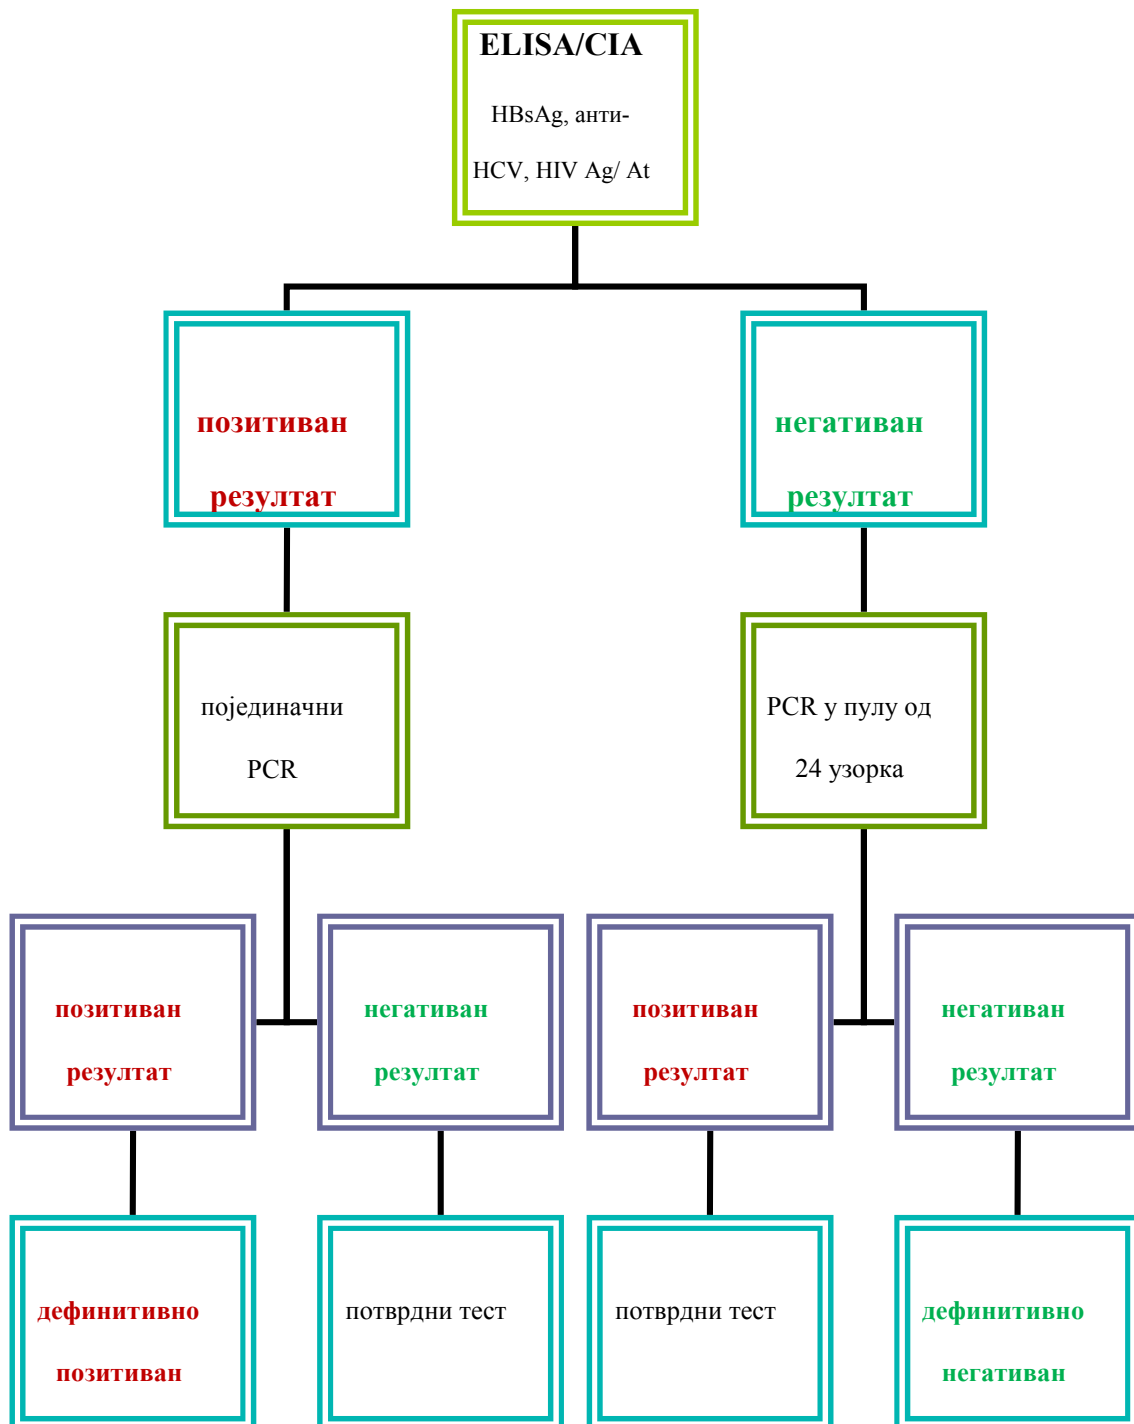 ELISA/CIA
HBsAg, анти-
HCV, HIV Ag/ At
позитиван
резултат
негативан
резултат
појединачни
PCR
PCR у пулу од
24 узорка
позитиван
резултат
негативан
резултат
позитиван
резултат
негативан
резултат
дефинитивно
позитиван
потврдни тест
потврдни тест
дефинитивно
негативан